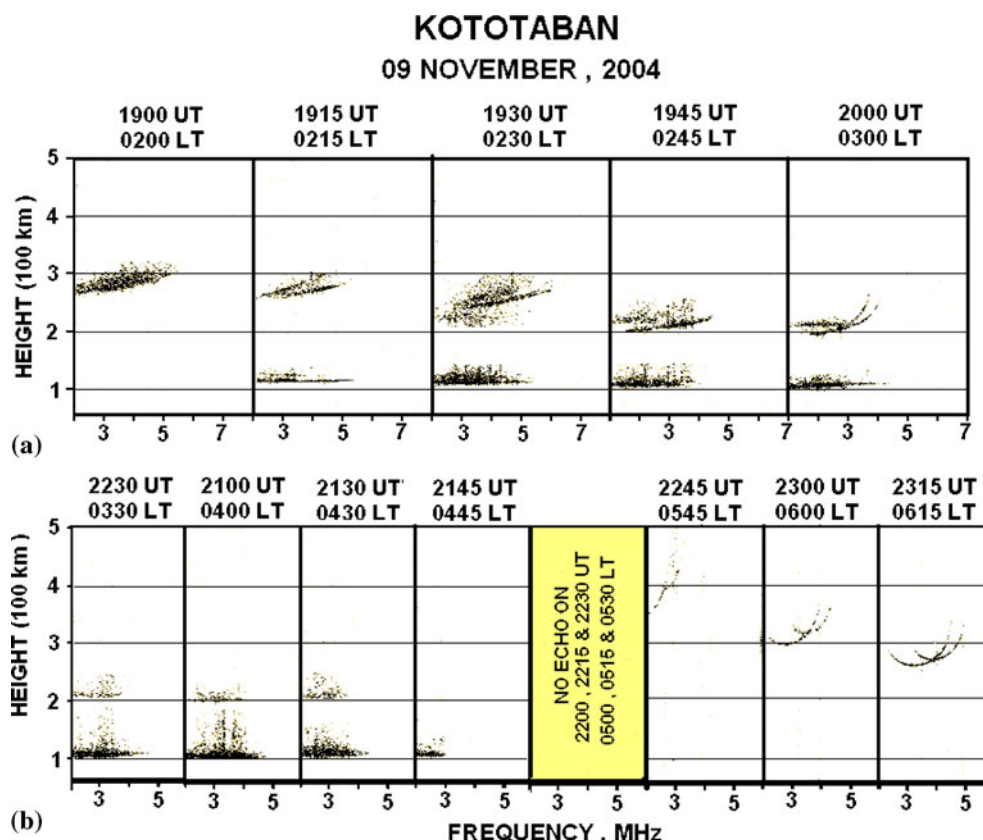 KOTOTABAN
09 NOVEMBER , 2004
1900 UT 1915 UT 1930 UT 1945 UT 2000 UT
0200 LT 0215 LT 0230 LT 0245 LT 0300 LT
HEIGHT (100 km)
5
4
3
2
1
3 5 7 3 5 7 3 5 7 3 5 7 3 5 7
(a)
2230 UT 2100 UT 2130 UT 2145 UT 2245 UT 2300 UT 2315 UT
0330 LT 0400 LT 0430 LT 0445 LT 0545 LT 0600 LT 0615 LT
HEIGHT (100 km)
5
4
3
2
1
NO ECHO ON
2200 , 2215 & 2230 UT
0500 , 0515 & 0530 LT
3 5 3 5 3 5 3 5 3 5 3 5 3 5
(b)
FREQUENCY , MHz